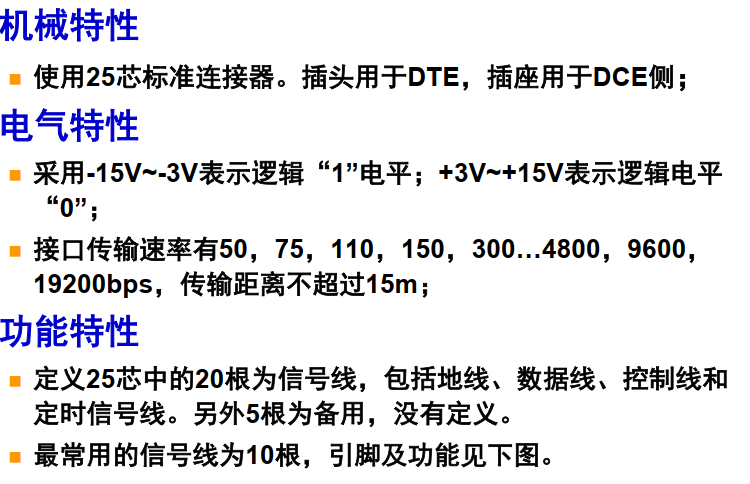 机械特性
使用25芯标准连接器。插头用于DTE，插座用于DCE侧；
电气特性
采用-15V~-3V表示逻辑“1”电平；+3V~+15V表示逻辑电平
“0”；
接口传输速率有50，75，110，150，300…4800，9600，
19200bps，传输距离不超过15m；
功能特性
定义25芯中的20根为信号线，包括地线、数据线、控制线和
定时信号线。另外5根为备用，没有定义。
最常用的信号线为10根，引脚及功能见下图。